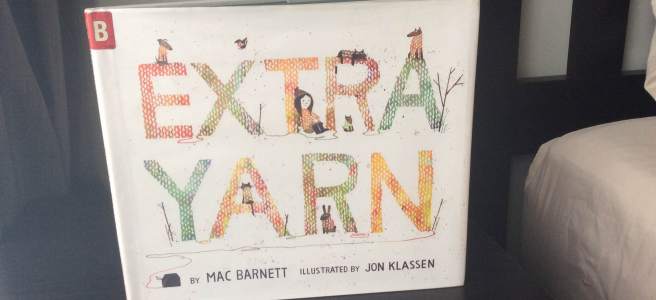 B
EXTRA
YARN
BY MAC BARNETT ILLUSTRATED BY JON KLASSEN